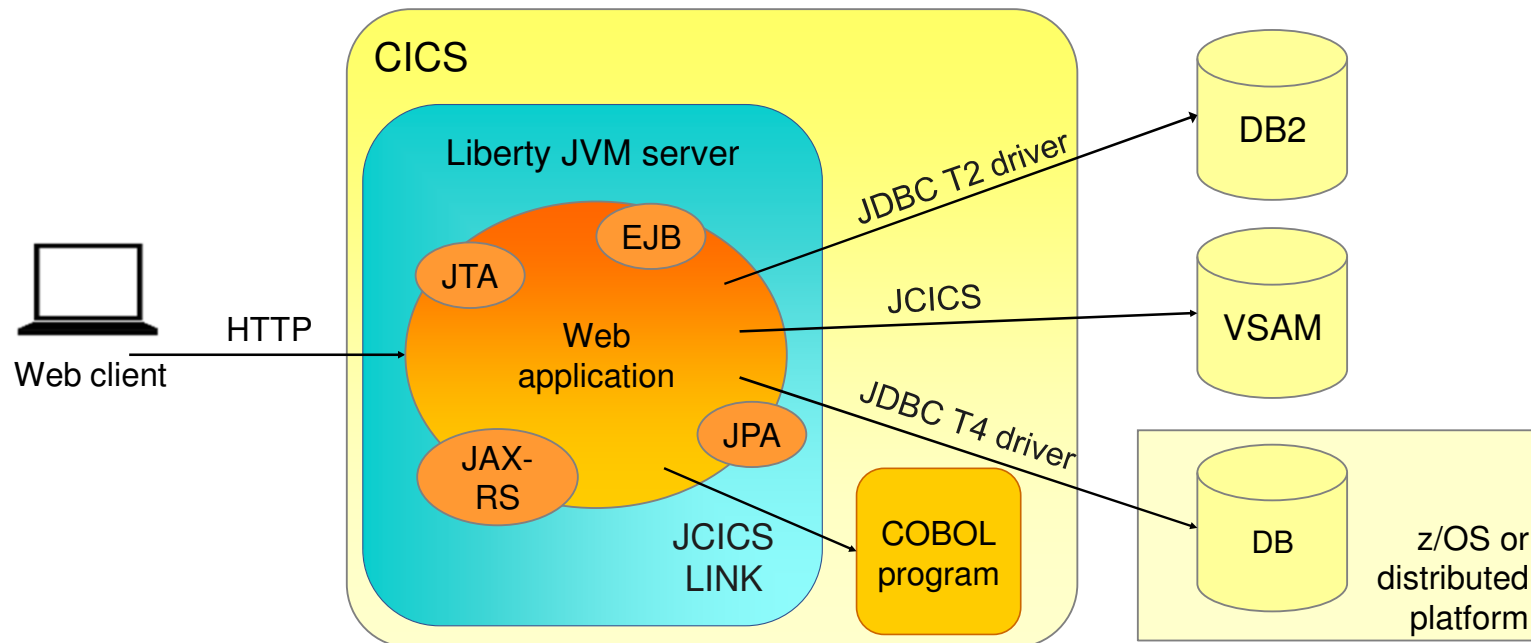 CICS
Liberty JVM server
EJB
JTA
Web
application
JAX-
RS
JPA
HTTP
Web client
JDBC T2 driver
DB2
JCICS
VSAM
JDBC T4 driver
DB
z/OS or
distributed
platform
JCICS
LINK
COBOL
program